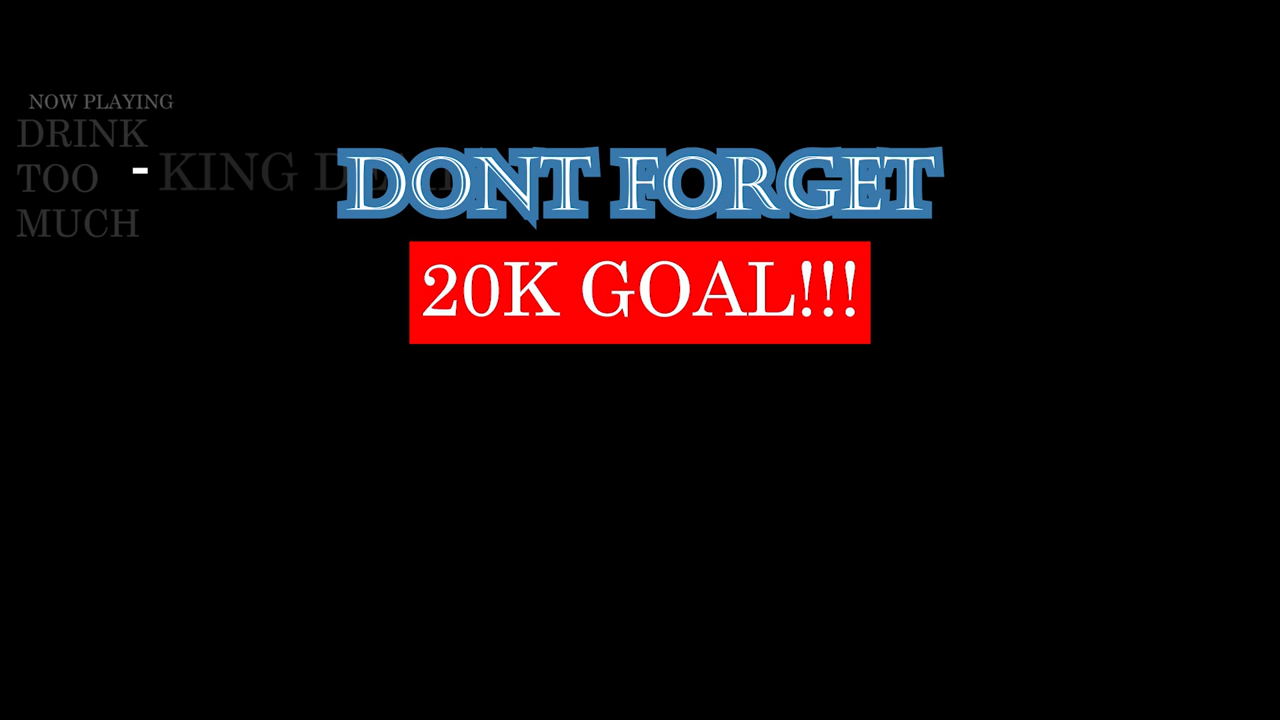 NOW PLAYING
DRINK
TOO
MUCH
- KING
DONT FORGET
20K GOAL!!!